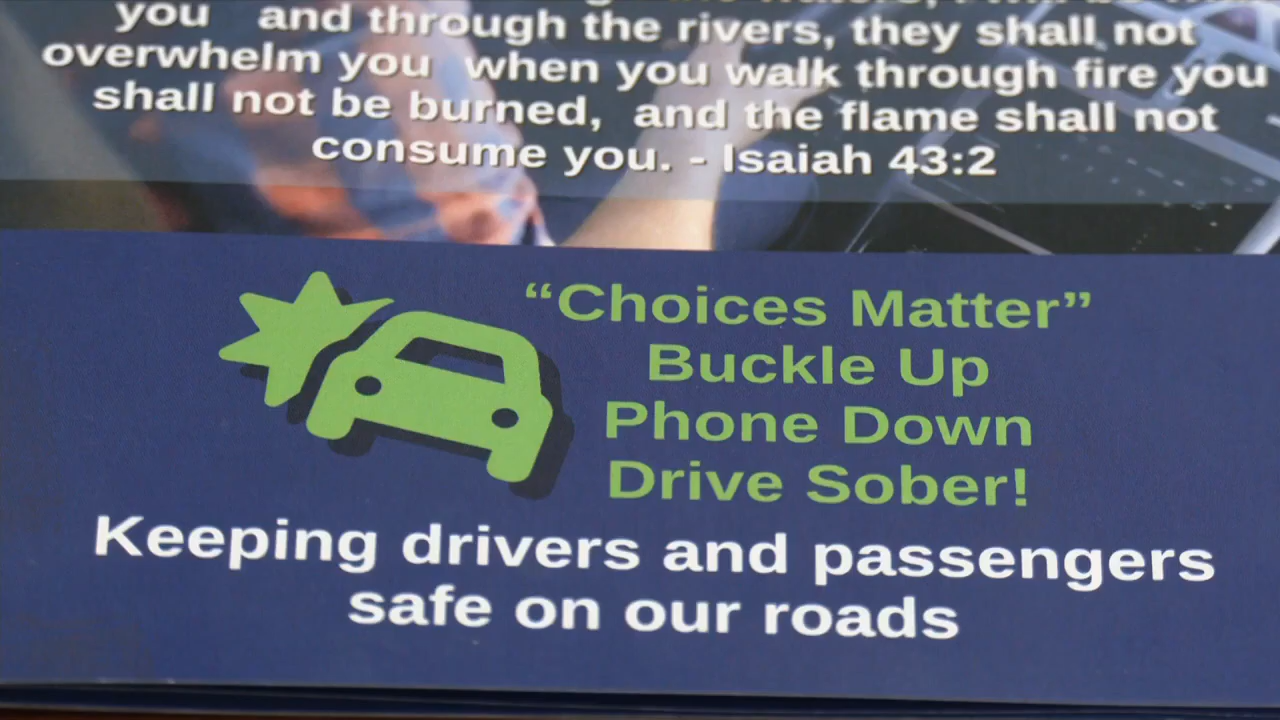 you and through the rivers, they shall not
overwhelm you when you walk through fire you
shall not be burned, and the flame shall not
consume you. - Isaiah 43:2
“Choices Matter”
Buckle Up
Phone Down
Drive Sober!
Keeping drivers and passengers
safe on our roads